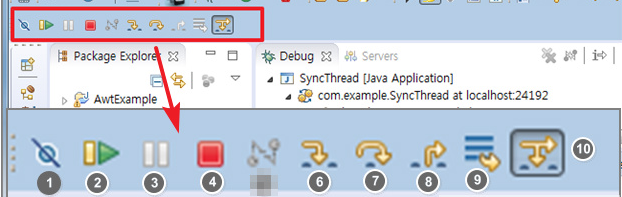 Package Explorer
Debug
Servers
SyncThread [Java Application]
com.example.SyncThread at localhost:24192
AwtExample
1 2 3 4 6 7 8 9 10